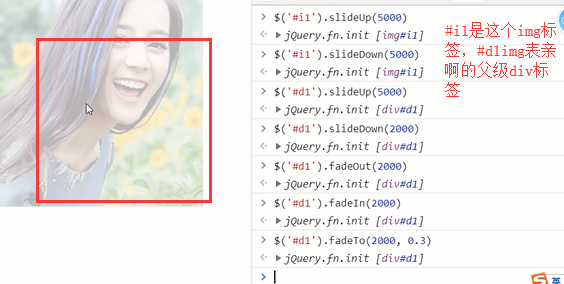 > $('#i1').slideUp(5000)
#i1是这个img标
<· ▶ jQuery.fn.init [img#i1]
签，#d1img表亲
> $('#i1').slideDown(5000)
啊的父级div标
<· ▶ jQuery.fn.init [img#i1]
签
> $('#d1').slideUp(5000)
<· ▶ jQuery.fn.init [div#d1]
> $('#d1').slideDown(2000)
<· ▶ jQuery.fn.init [div#d1]
> $('#d1').fadeOut(2000)
<· ▶ jQuery.fn.init [div#d1]
> $('#d1').fadeIn(2000)
<· ▶ jQuery.fn.init [div#d1]
> $('#d1').fadeTo(2000, 0.3)
<· ▶ jQuery.fn.init [div#d1]
>
英